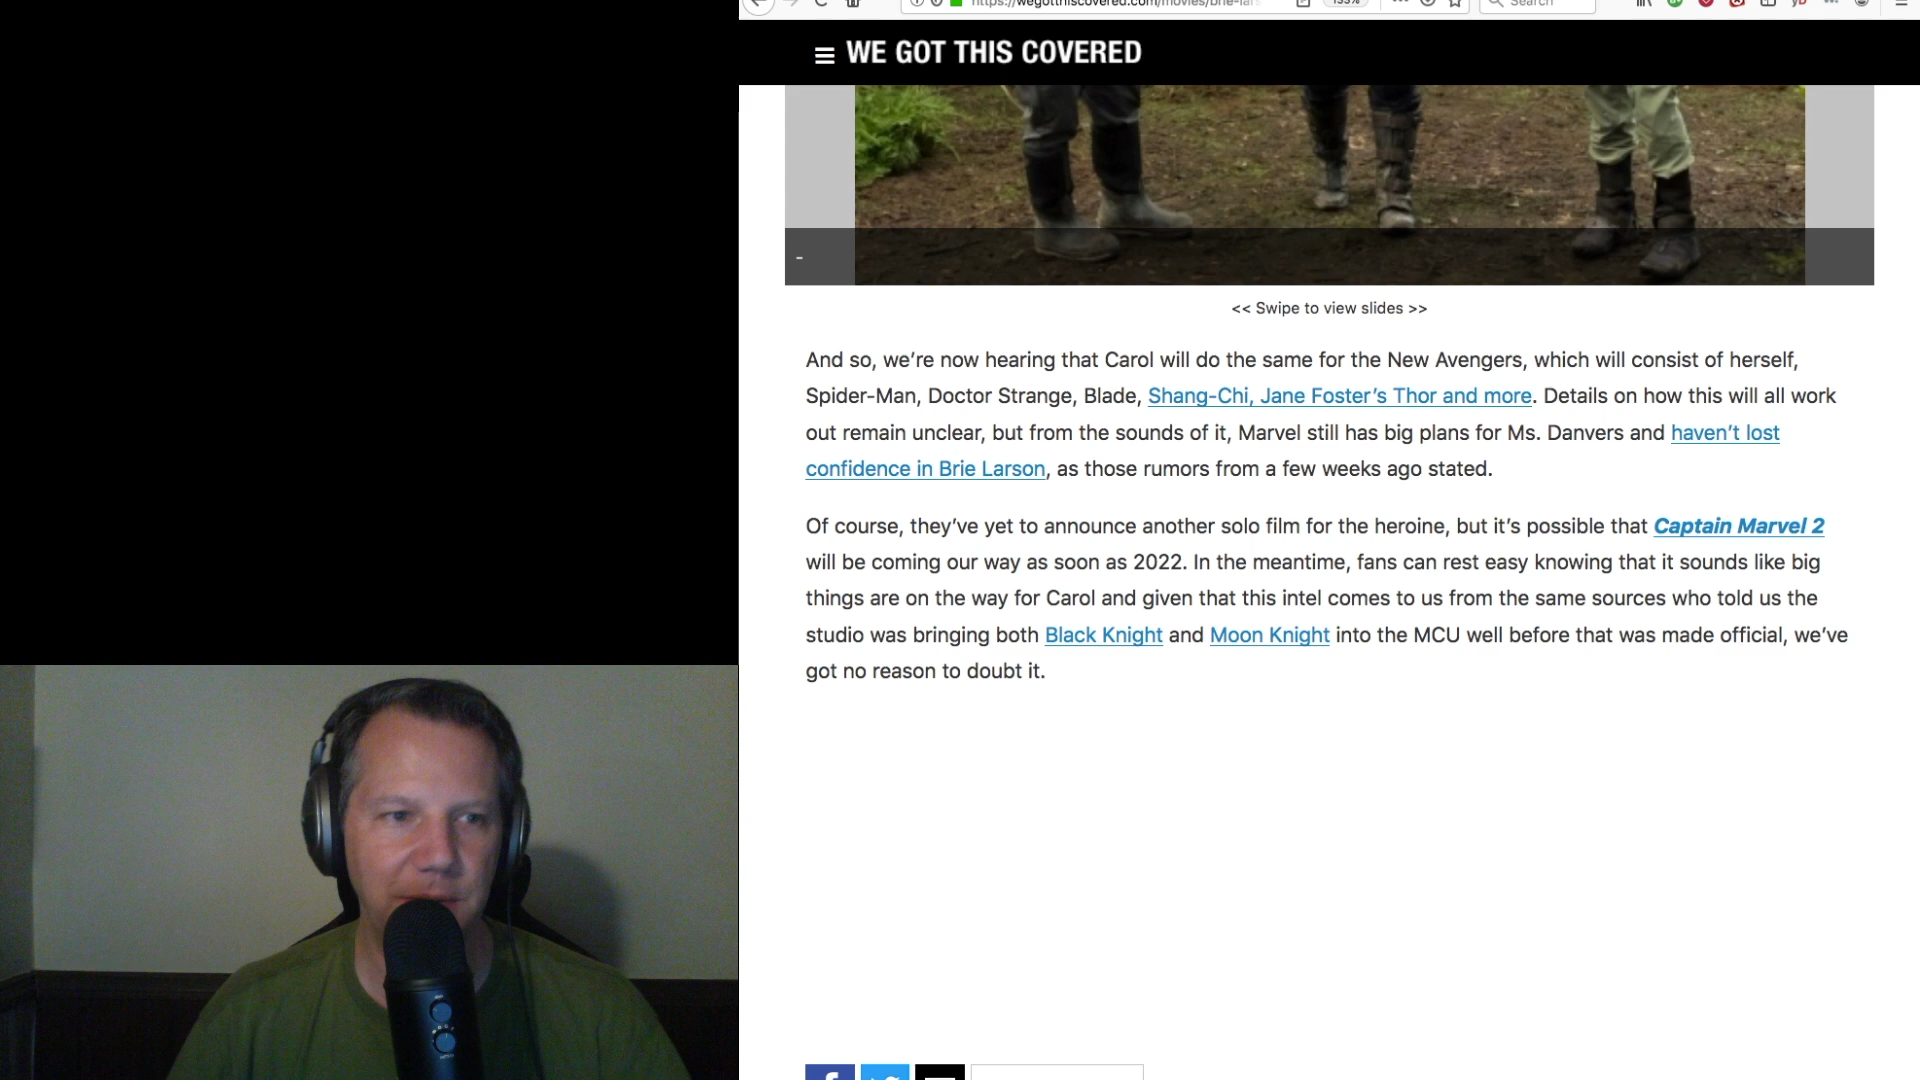 https://wegotthiscovered.com/movies/brie-lars
133%
Search
WE GOT THIS COVERED
-
<< Swipe to view slides >>
And so, we’re now hearing that Carol will do the same for the New Avengers, which will consist of herself,
Spider-Man, Doctor Strange, Blade, Shang-Chi, Jane Foster’s Thor and more. Details on how this will all work
out remain unclear, but from the sounds of it, Marvel still has big plans for Ms. Danvers and haven’t lost
confidence in Brie Larson, as those rumors from a few weeks ago stated.
Of course, they’ve yet to announce another solo film for the heroine, but it’s possible that Captain Marvel 2
will be coming our way as soon as 2022. In the meantime, fans can rest easy knowing that it sounds like big
things are on the way for Carol and given that this intel comes to us from the same sources who told us the
studio was bringing both Black Knight and Moon Knight into the MCU well before that was made official, we’ve
got no reason to doubt it.